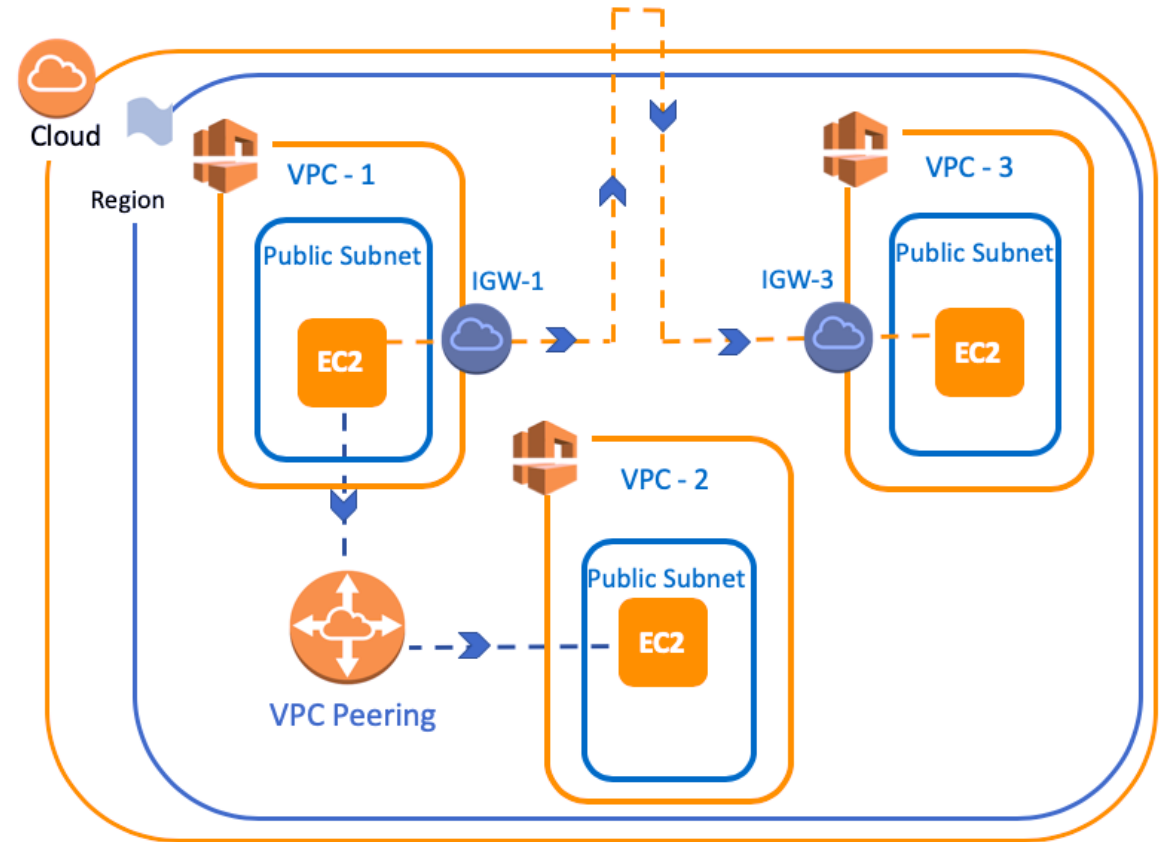 Cloud
Region
VPC - 1
Public Subnet
EC2
IGW-1
VPC - 3
Public Subnet
IGW-3
EC2
VPC - 2
Public Subnet
EC2
VPC Peering